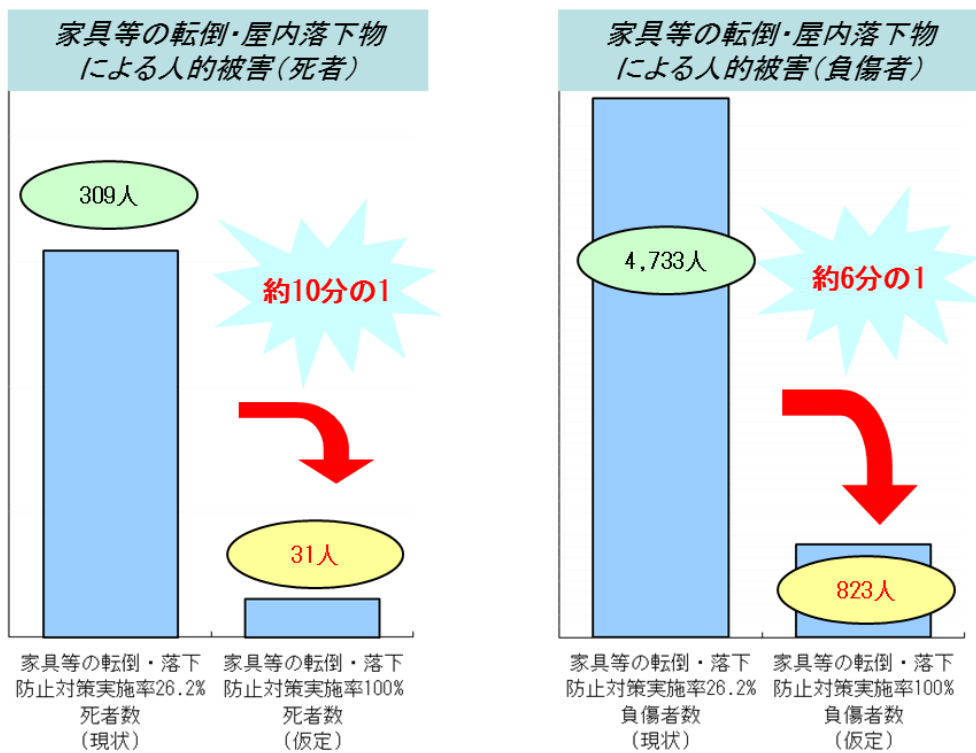 家具等の転倒・屋内落下物
による人的被害(死者)
309人
約10分の1
31人
家具等の転倒・落下
防止対策実施率26.2%
死者数
(現状)
家具等の転倒・落下
防止対策実施率100%
死者数
(仮定)
家具等の転倒・屋内落下物
による人的被害(負傷者)
4,733人
約6分の1
823人
家具等の転倒・落下
防止対策実施率26.2%
負傷者数
(現状)
家具等の転倒・落下
防止対策実施率100%
負傷者数
(仮定)